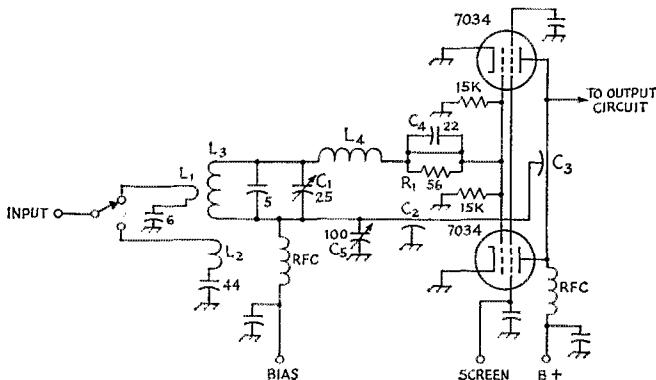 7034
7034
15K
TO OUTPUT
CIRCUIT
C4 22
L4
L3
C3
R1 56
L1
C1
25
5
15K
INPUT
6
C2
7034
100
C5
L2
RFC
44
RFC
BIAS
SCREEN
B+